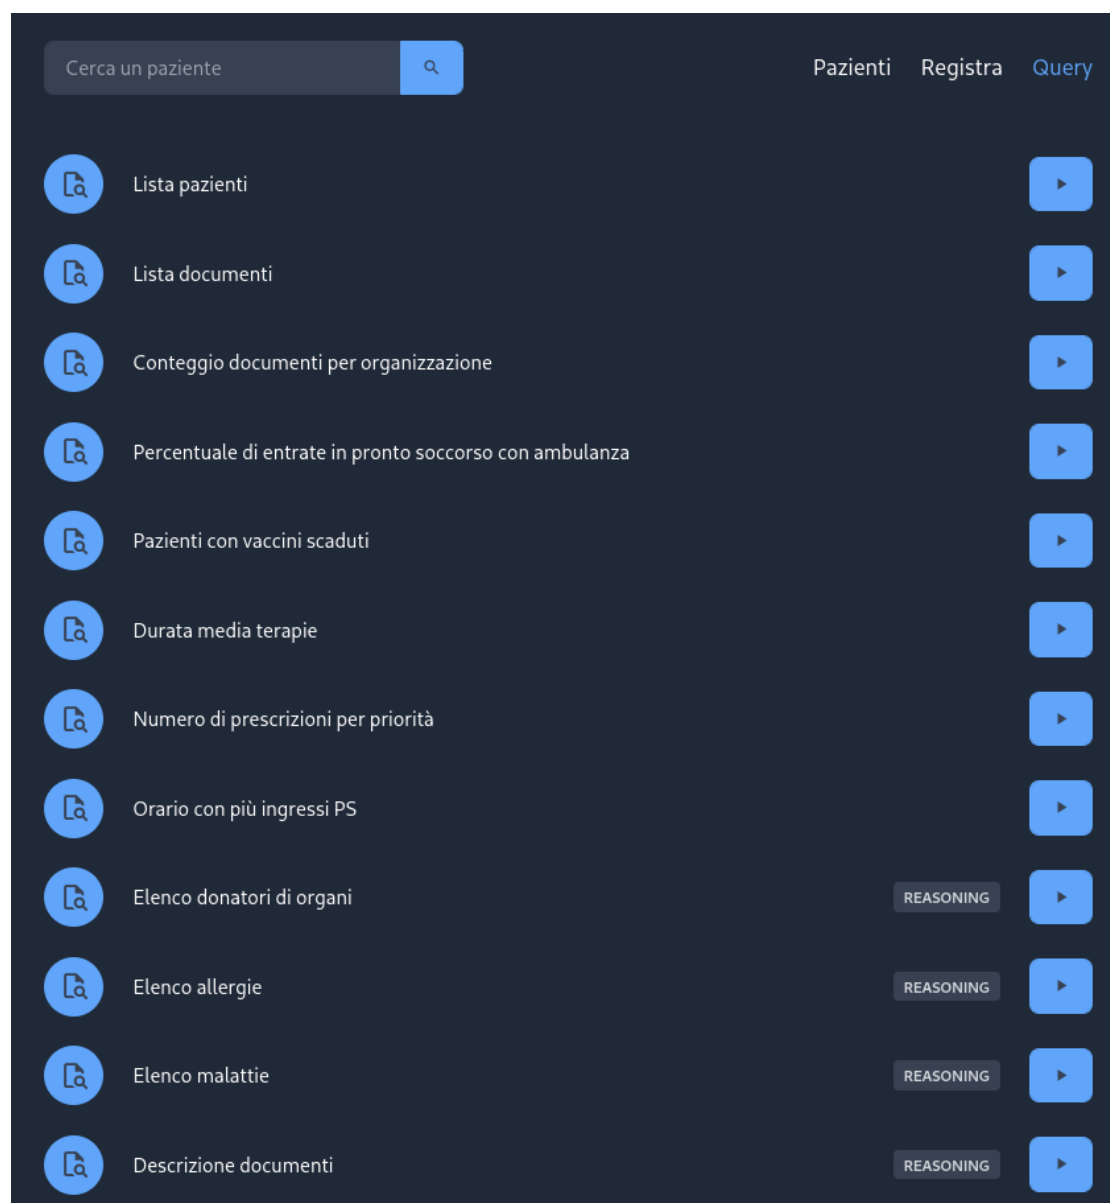 Cerca un paziente
Pazienti Registra Query
Lista pazienti
Lista documenti
Conteggio documenti per organizzazione
Percentuale di entrate in pronto soccorso con ambulanza
Pazienti con vaccini scaduti
Durata media terapie
Numero di prescrizioni per priorità
Orario con più ingressi PS
Elenco donatori di organi REASONING
Elenco allergie REASONING
Elenco malattie REASONING
Descrizione documenti REASONING